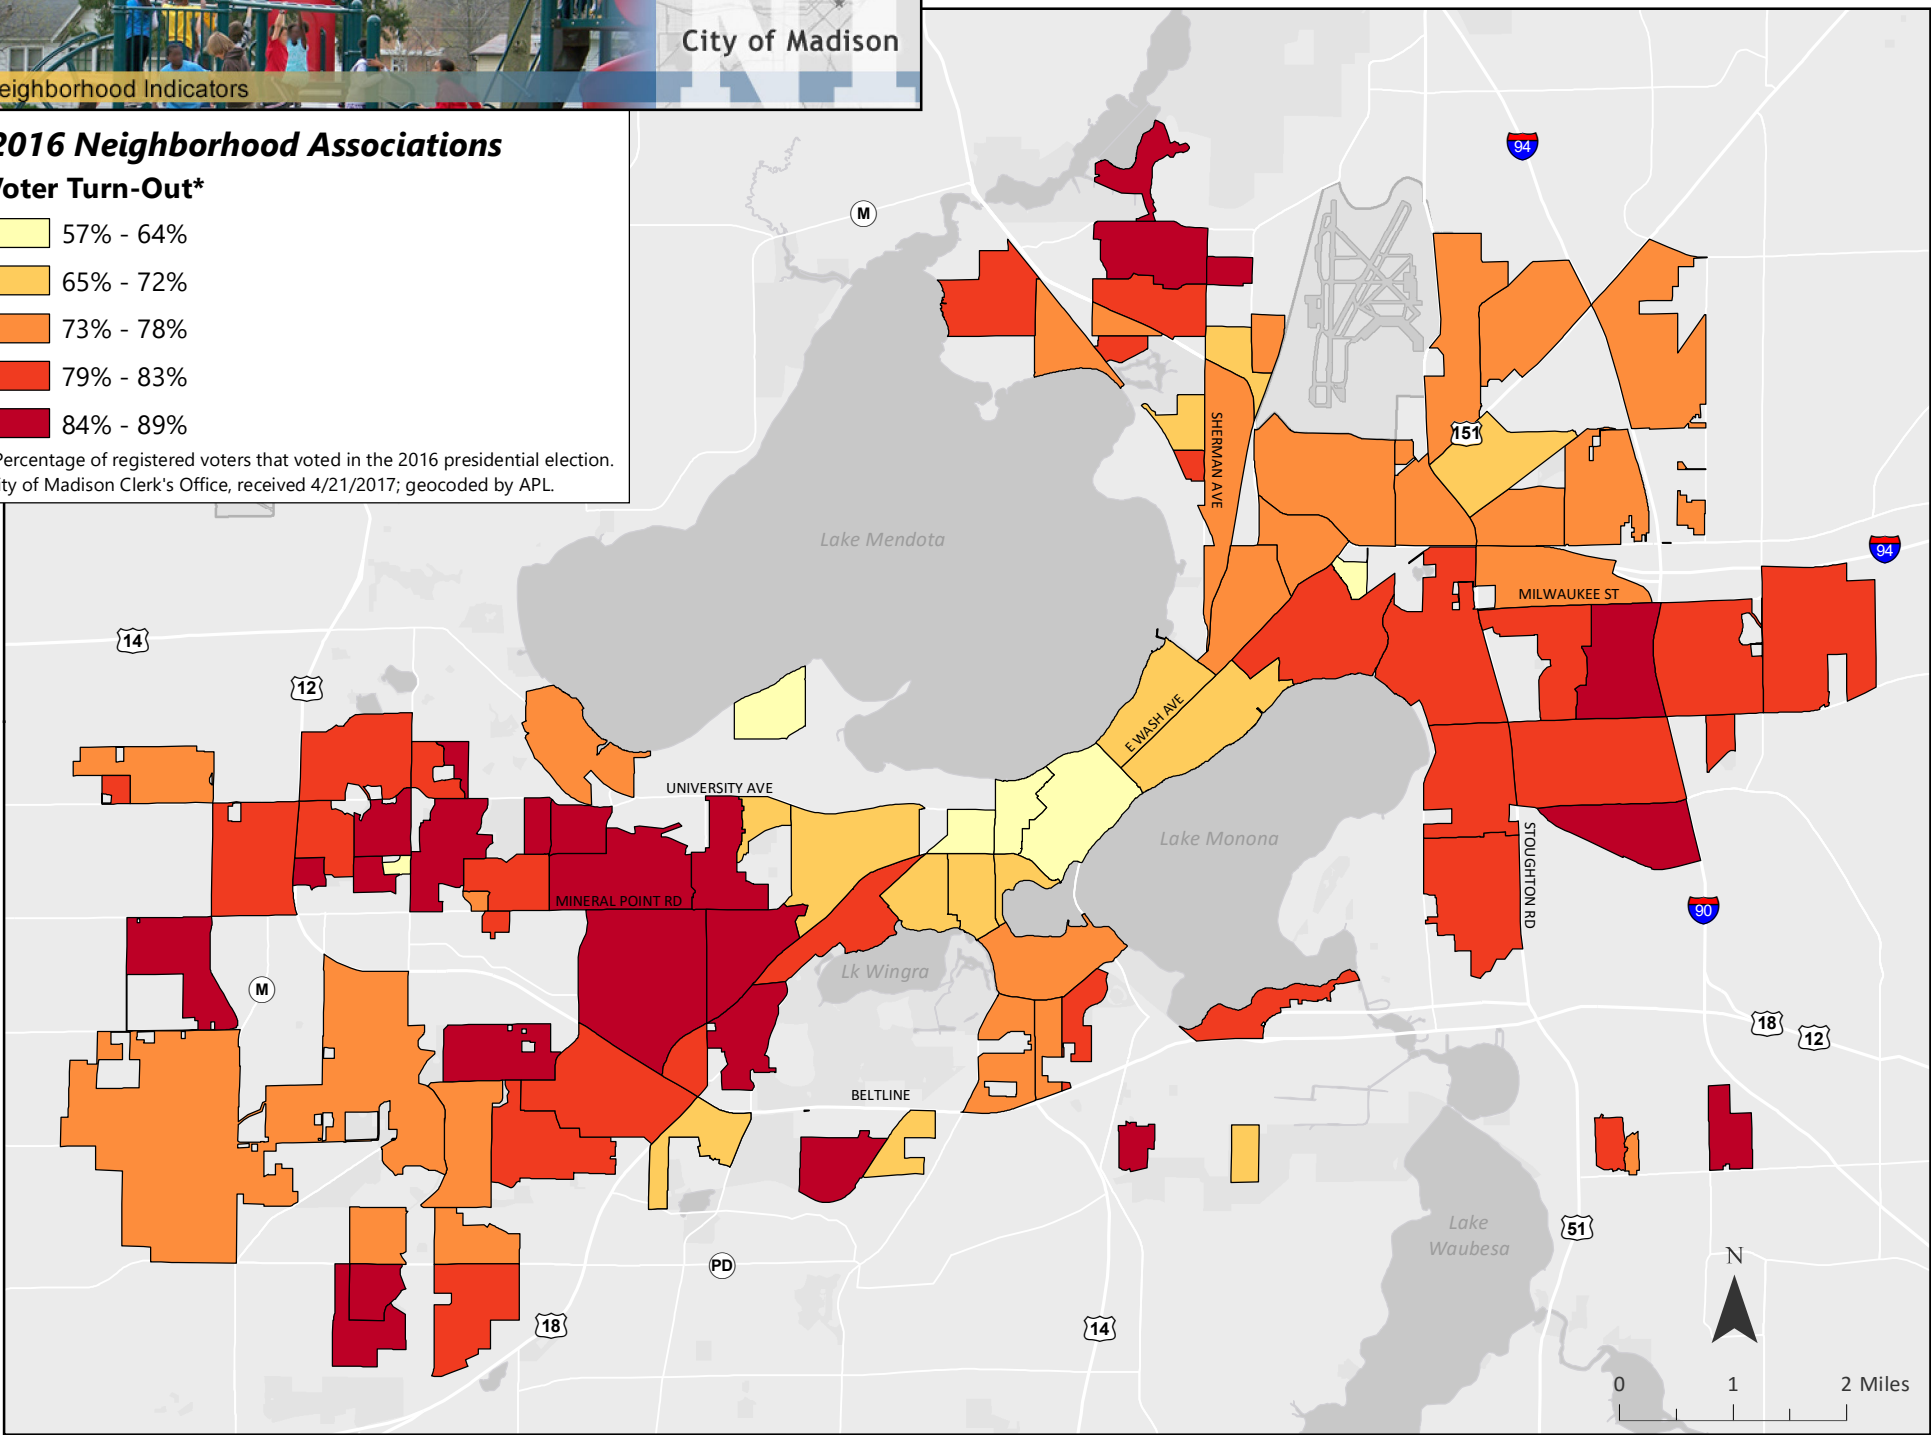 City of Madison
eighborhood Indicators
2016 Neighborhood Associations
Voter Turn-Out*
57% - 64%
65% - 72%
73% - 78%
79% - 83%
84% - 89%
Percentage of registered voters that voted in the 2016 presidential election.
ity of Madison Clerk's Office, received 4/21/2017; geocoded by APL.
94
M
SHERMAN AVE
151
Lake Mendota
94
MILWAUKEE ST
14
12
E WASH AVE
UNIVERSITY AVE
Lake Monona
STOUGHTON RD
MINERAL POINT RD
90
Lk Wingra
M
18
12
BELTLINE
Lake
Waubesa
51
N
PD
18
14
0 1 2 Miles